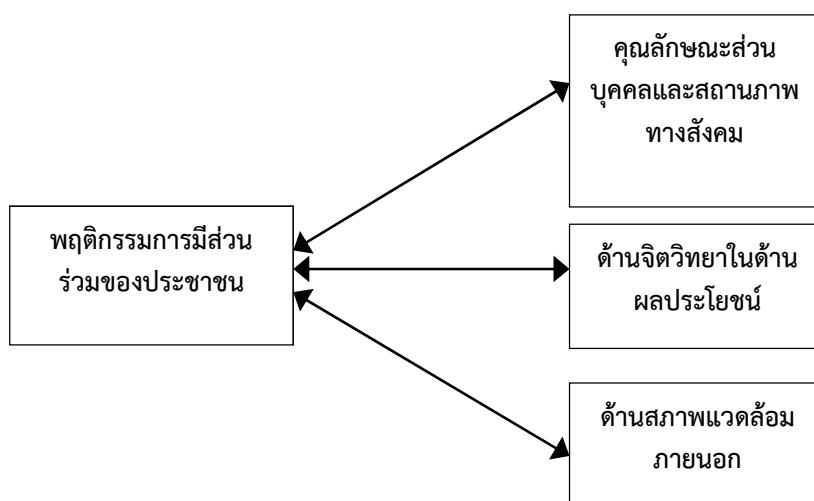 คุณลักษณะส่วน
บุคคลและสถานภาพ
ทางสังคม
พฤติกรรมการมีส่วน
ร่วมของประชาชน
ด้านจิตวิทยาในด้าน
ผลประโยชน์
ด้านสภาพแวดล้อม
ภายนอก